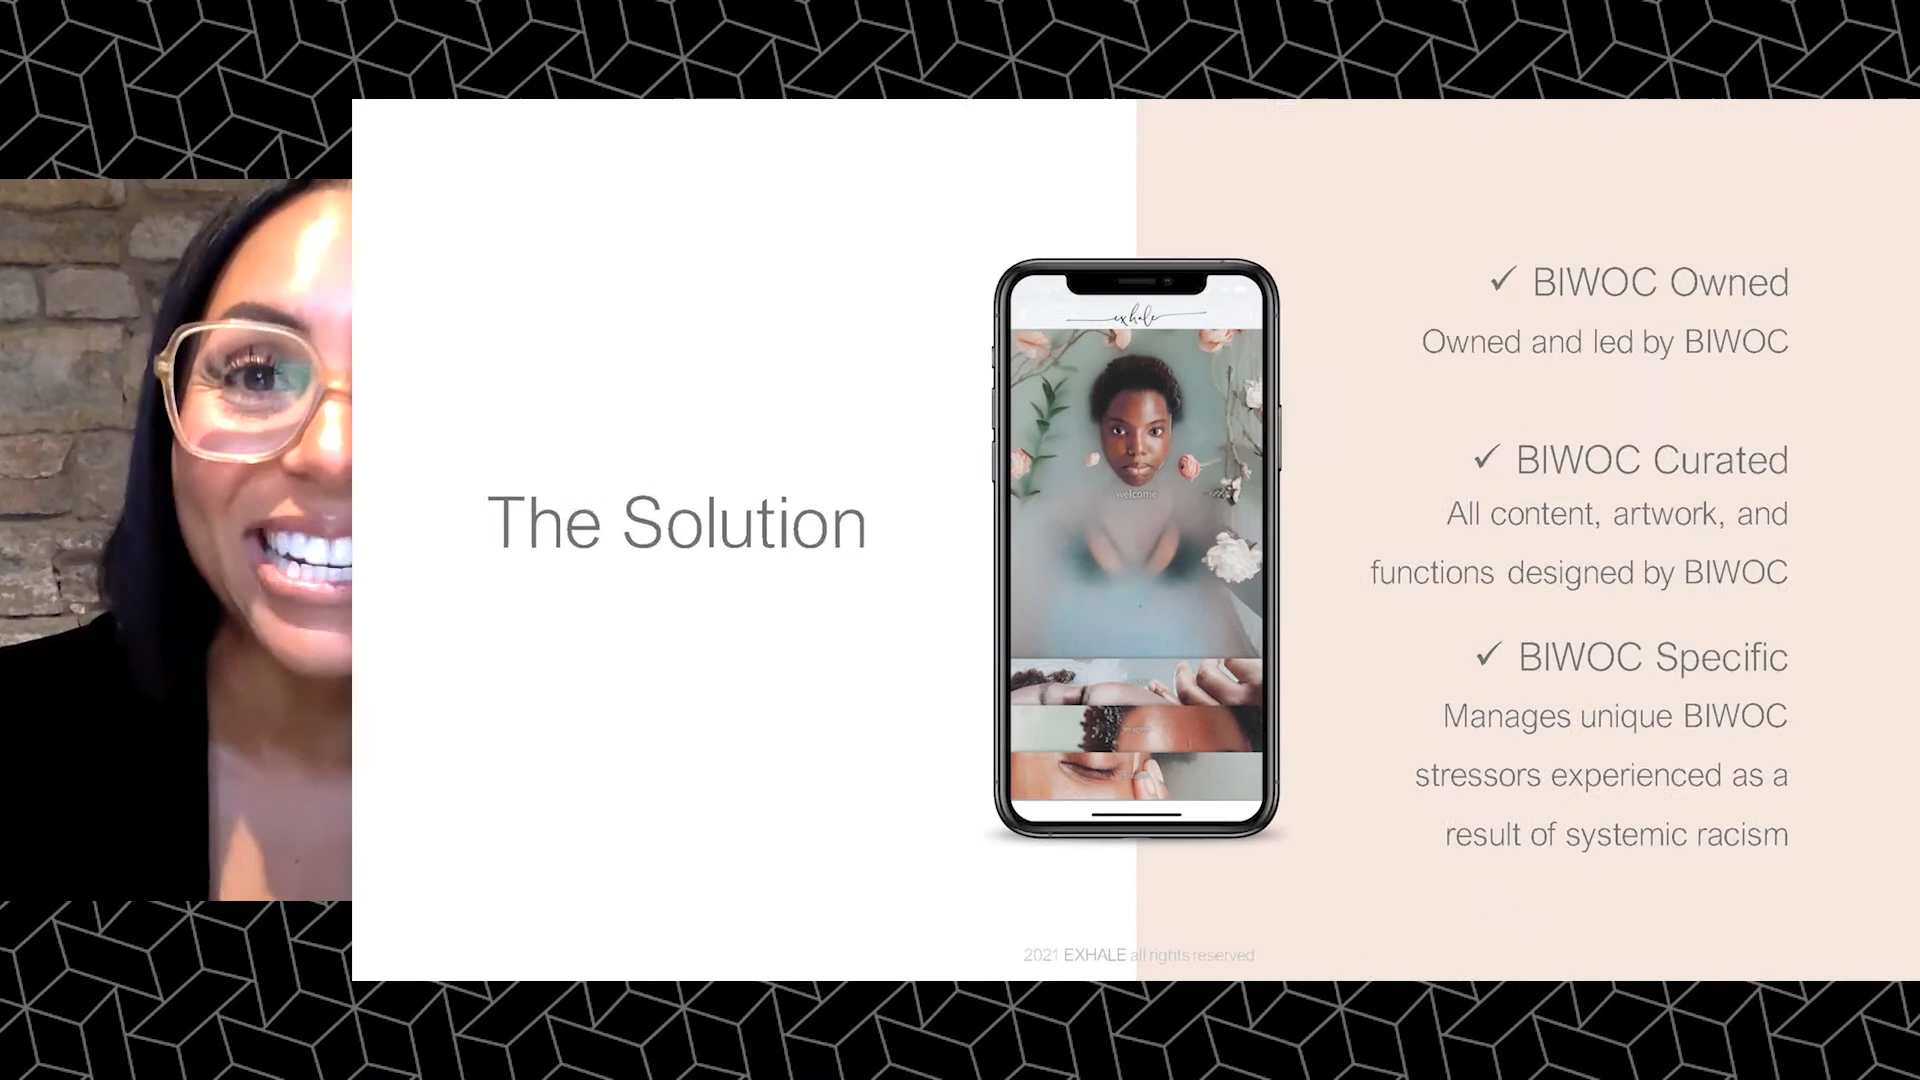 The Solution
exhale
welcome
✓ BIWOC Owned
Owned and led by BIWOC
✓ BIWOC Curated
All content, artwork, and
functions designed by BIWOC
✓ BIWOC Specific
Manages unique BIWOC
stressors experienced as a
result of systemic racism
2021 EXHALE all rights reserved